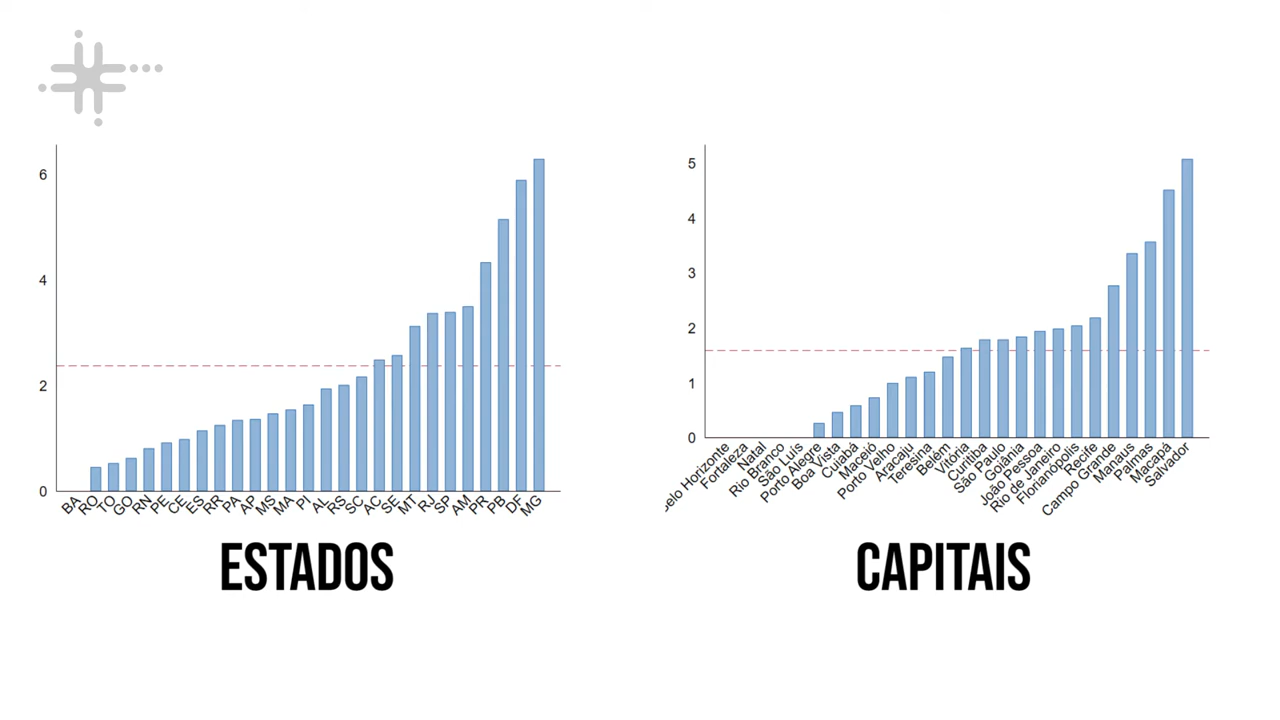 6
4
2
0
BA
RO
TO
GO
RN
PE
CE
ES
RR
PA
AP
MS
MA
PI
AL
RS
SC
AC
SE
MT
RJ
SP
AM
PR
PB
DF
MG
ESTADOS
5
4
3
2
1
0
elo Horizonte
Fortaleza
Natal
Rio Branco
São Luís
Porto Alegre
Boa Vista
Cuiabá
Maceió
Porto Velho
Aracaju
Teresina
Belém
Vitória
Curitiba
São Paulo
Goiânia
João Pessoa
Rio de Janeiro
Florianópolis
Recife
Campo Grande
Manaus
Palmas
Macapá
Salvador
CAPITAIS